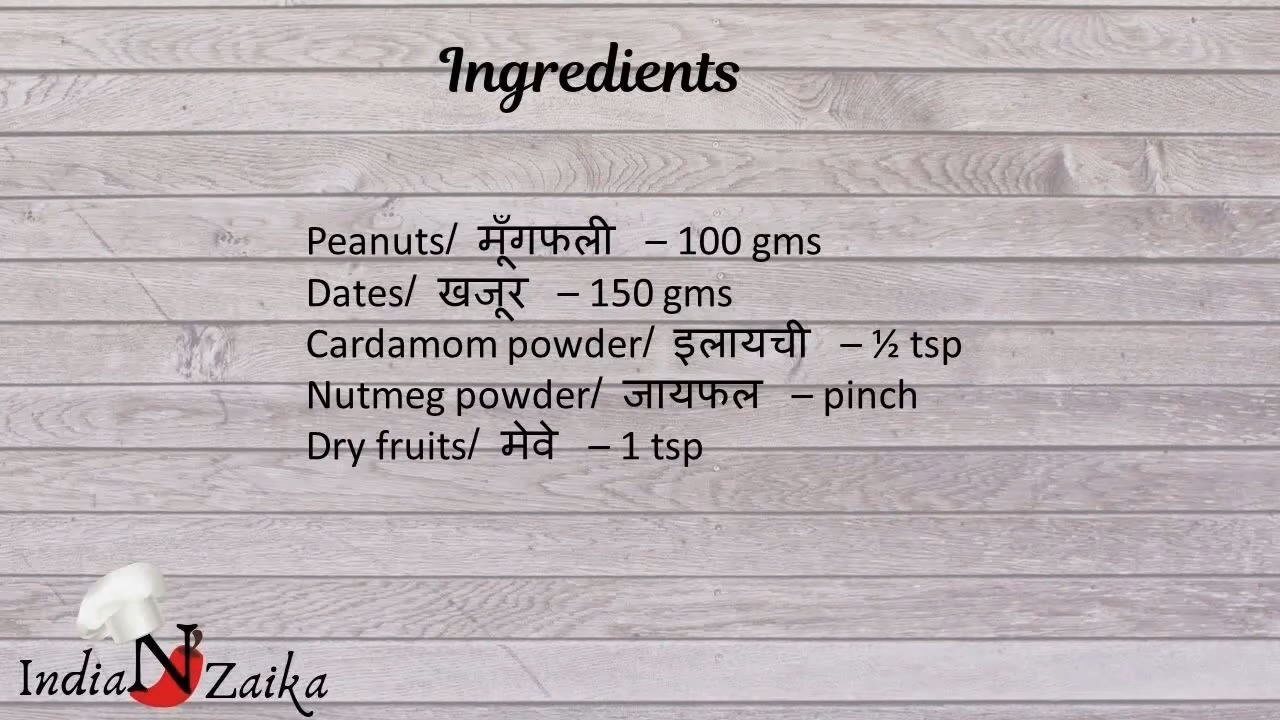 Ingredients
Peanuts/ मूँगफली – 100 gms
Dates/ खजूर – 150 gms
Cardamom powder/ इलायची – ½ tsp
Nutmeg powder/ जायफल – pinch
Dry fruits/ मेवे – 1 tsp
IndiaN Zaika